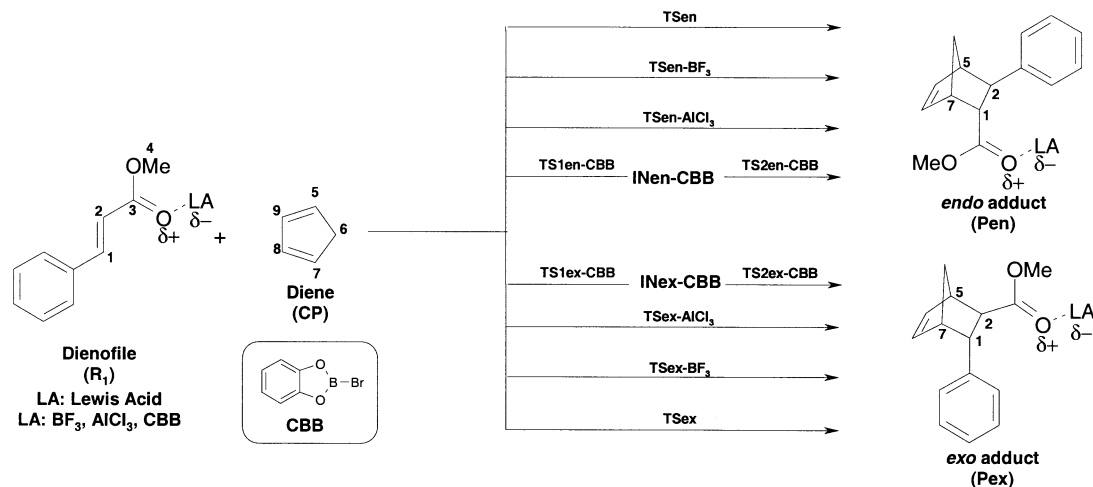 TSen
TSen-BF₃
TSen-AlCl₃
TS1en-CBB INen-CBB TS2en-CBB
TS1ex-CBB INex-CBB TS2ex-CBB
TSex-AlCl₃
TSex-BF₃
TSex
4
OMe
2
3
1
O
δ+
LA
δ−
+
5
9
6
8
7
Diene
(CP)
Dienofile
(R₁)
LA: Lewis Acid
LA: BF₃, AlCl₃, CBB
O
B
Br
O
CBB
5
2
7
1
MeO
O
δ+
LA
δ−
endo adduct
(Pen)
OMe
5
2
7
1
O
δ+
LA
δ−
exo adduct
(Pex)